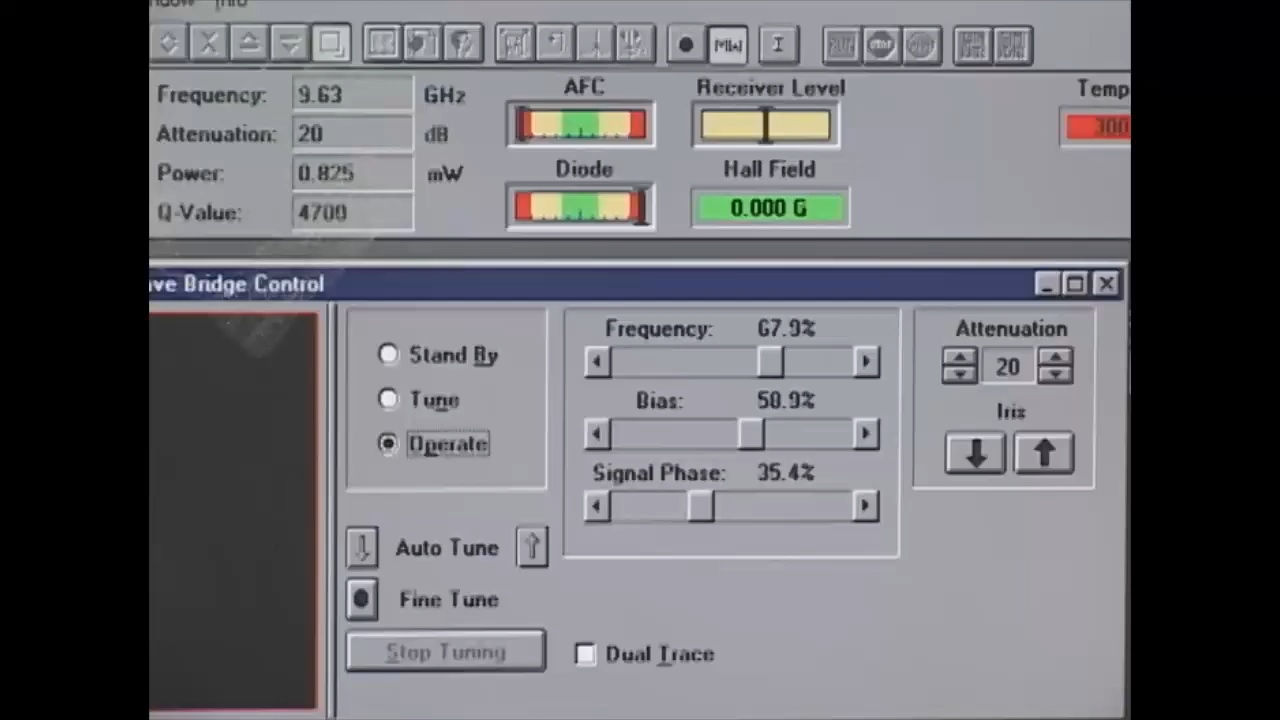 Info
Frequency: 9.63 GHz
Attenuation: 20 dB
Power: 0.825 mW
Q-Value: 4700
AFC
Diode
Receiver Level
Hall Field
0.000 G
Temp
300
ve Bridge Control
Stand By
Tune
Operate
Auto Tune
Fine Tune
Stop Tuning
Frequency: 67.9%
Bias: 50.9%
Signal Phase: 35.4%
Dual Trace
Attenuation
20
Iris